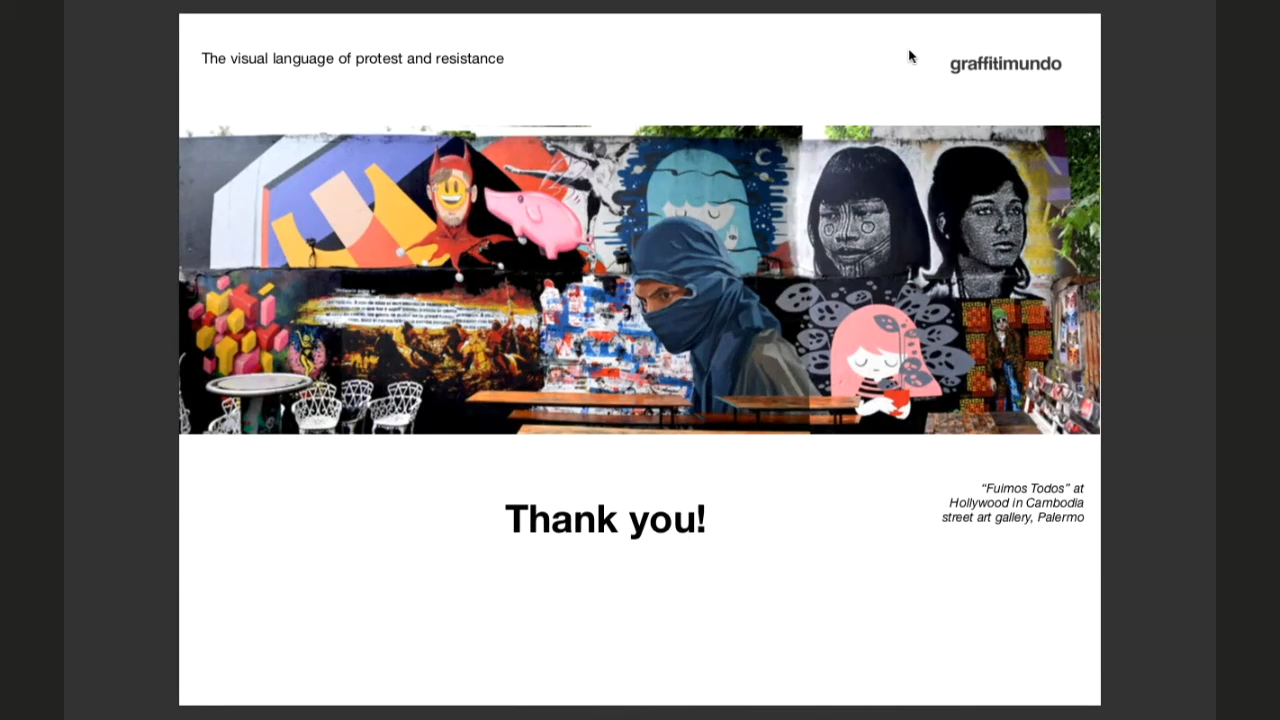 The visual language of protest and resistance
graffitimundo
Thank you!
“Fuimos Todos” at
Hollywood in Cambodia
street art gallery, Palermo